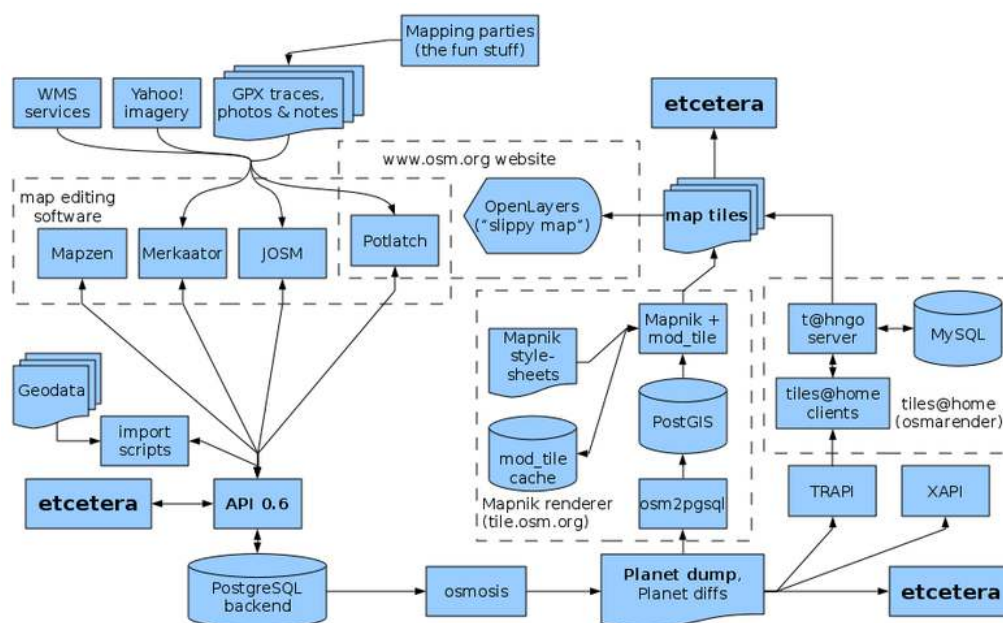 Mapping parties
(the fun stuff)
WMS
services
Yahoo!
imagery
GPX traces,
photos & notes
etcetera
www.osm.org website
map editing
software
OpenLayers
("slippy map")
map tiles
Mapzen
Merkaator
JOSM
Potlatch
Mapnik
style-
sheets
Mapnik +
mod_tile
t@hngo
server
MySQL
Geodata
import
scripts
mod_tile
cache
PostGIS
tiles@home
clients
tiles@home
(osmarender)
etcetera
API 0.6
Mapnik renderer
(tile.osm.org)
osm2pgsql
TRAPI
XAPI
PostgreSQL
backend
osmosis
Planet dump,
Planet diffs
etcetera